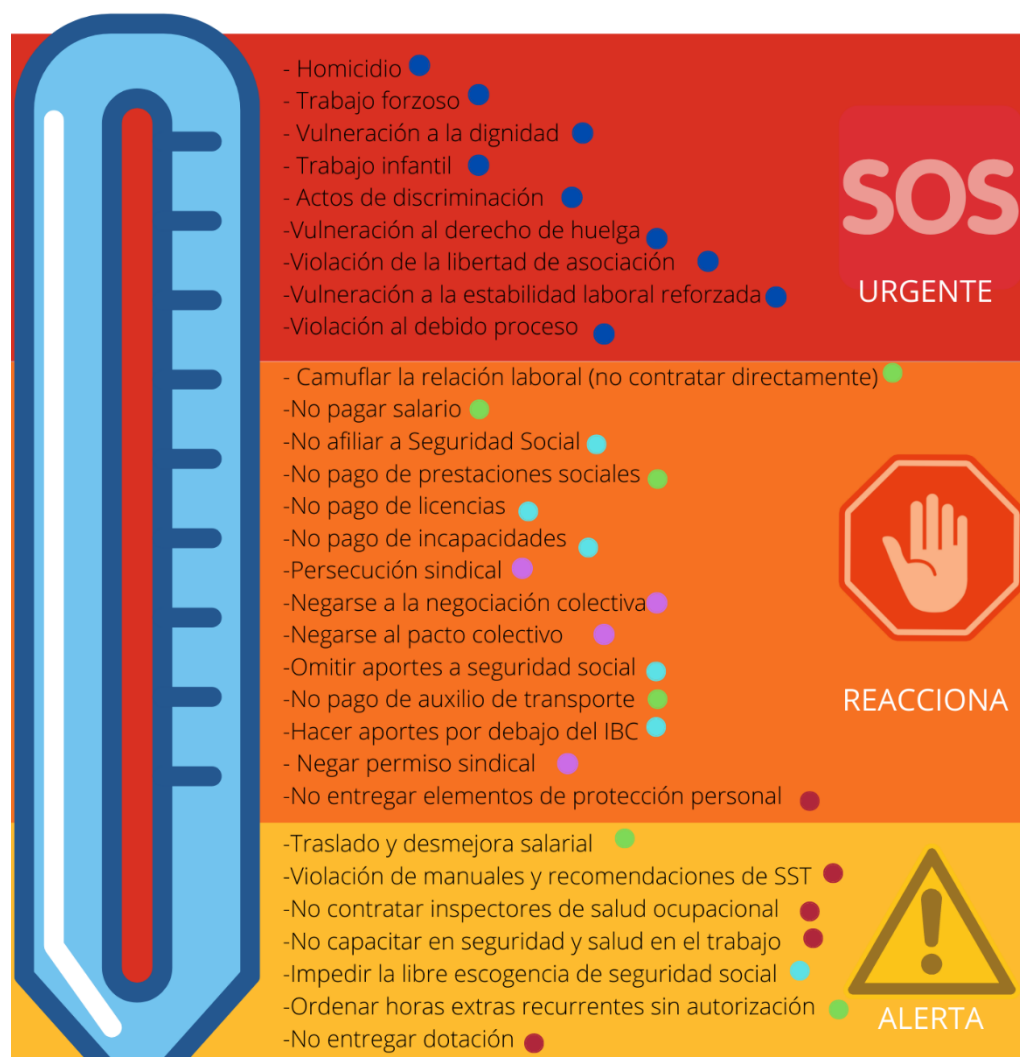 - Homicidio
- Trabajo forzoso
- Vulneración a la dignidad
- Trabajo infantil
- Actos de discriminación
-Vulneración al derecho de huelga
-Violación de la libertad de asociación
-Vulneración a la estabilidad laboral reforzada
-Violación al debido proceso
SOS
URGENTE
- Camuflar la relación laboral (no contratar directamente)
-No pagar salario
-No afiliar a Seguridad Social
-No pago de prestaciones sociales
-No pago de licencias
-No pago de incapacidades
-Persecución sindical
-Negarse a la negociación colectiva
-Negarse al pacto colectivo
-Omitir aportes a seguridad social
-No pago de auxilio de transporte
-Hacer aportes por debajo del IBC
- Negar permiso sindical
-No entregar elementos de protección personal
REACCIONA
-Traslado y desmejora salarial
-Violación de manuales y recomendaciones de SST
-No contratar inspectores de salud ocupacional
-No capacitar en seguridad y salud en el trabajo
-Impedir la libre escogencia de seguridad social
-Ordenar horas extras recurrentes sin autorización
-No entregar dotación
ALERTA